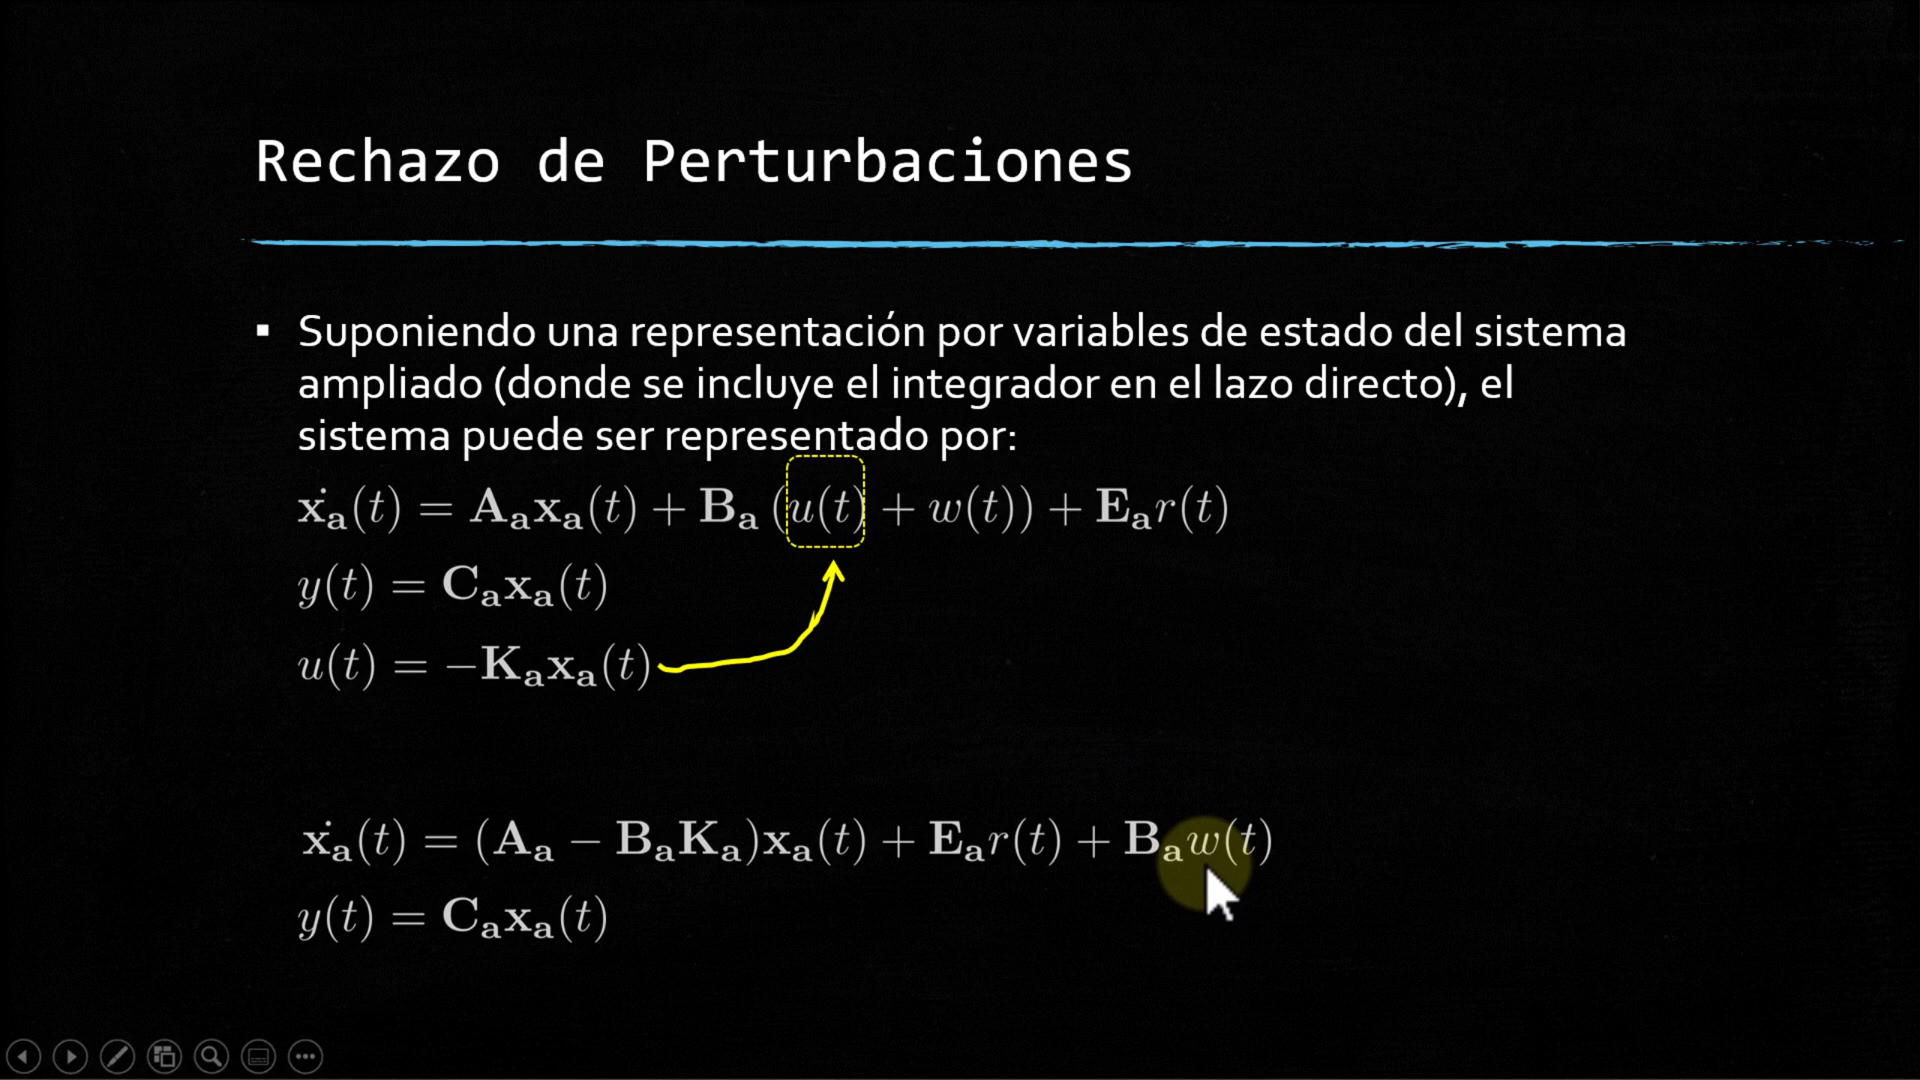 Rechazo de Perturbaciones
▪ Suponiendo una representación por variables de estado del sistema
ampliado (donde se incluye el integrador en el lazo directo), el
sistema puede ser representado por:
ẋₐ(t) = Aₐxₐ(t) + Bₐ (u(t) + w(t)) + Eₐr(t)
y(t) = Cₐxₐ(t)
u(t) = −Kₐxₐ(t)
ẋₐ(t) = (Aₐ − BₐKₐ)xₐ(t) + Eₐr(t) + Bₐw(t)
y(t) = Cₐxₐ(t)